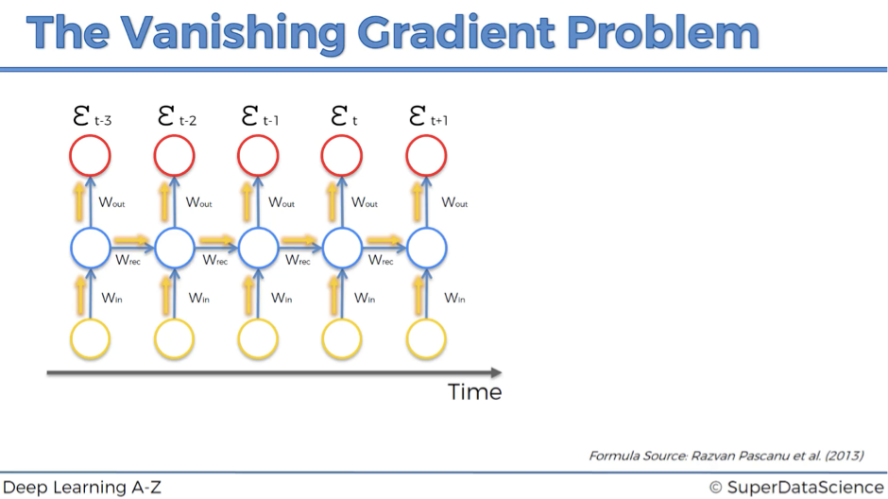 The Vanishing Gradient Problem
Ɛ t-3 Ɛ t-2 Ɛ t-1 Ɛ t Ɛ t+1
Wout Wout Wout Wout Wout
Wrec Wrec Wrec Wrec
Win Win Win Win Win
Time
Formula Source: Razvan Pascanu et al. (2013)
Deep Learning A-Z © SuperDataScience